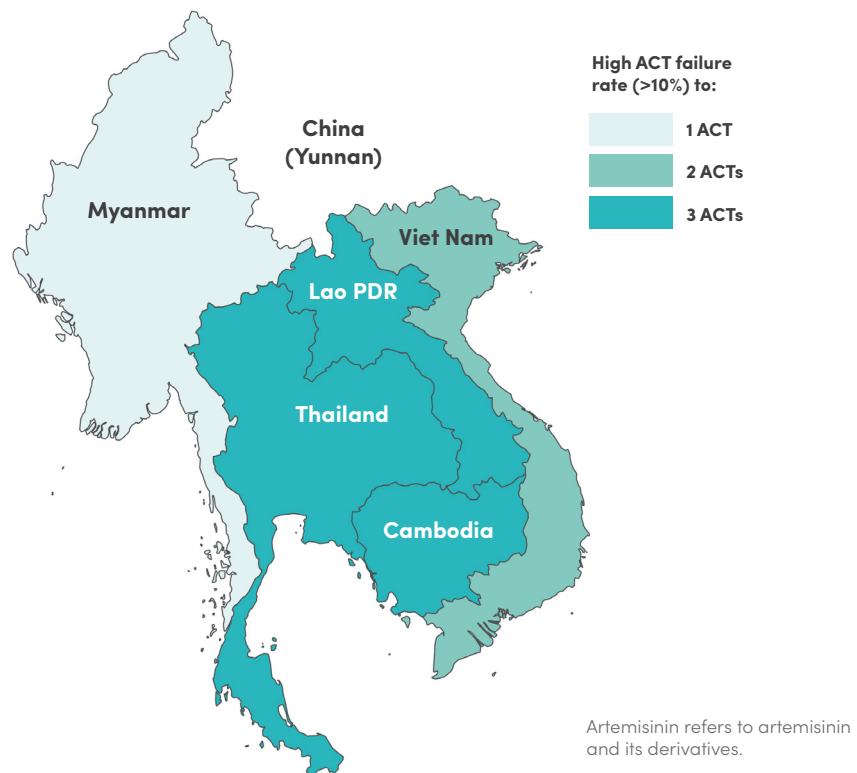 High ACT failure
rate (>10%) to:
1 ACT
2 ACTs
3 ACTs
China
(Yunnan)
Myanmar
Viet Nam
Lao PDR
Thailand
Cambodia
Artemisinin refers to artemisinin
and its derivatives.